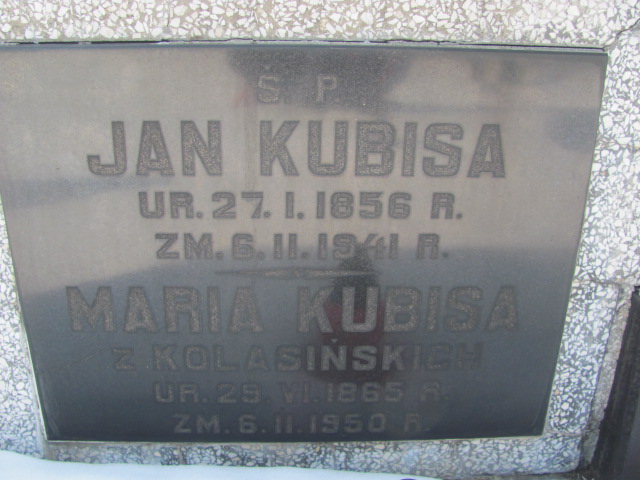 Ś. P.
JAN KUBISA
UR. 27. I. 1856 R.
ZM. 6. II. 1941 R.
MARIA KUBISA
Z KOLASIŃSKICH
UR. 29. VI. 1865 R.
ZM. 6. II. 1950 R.